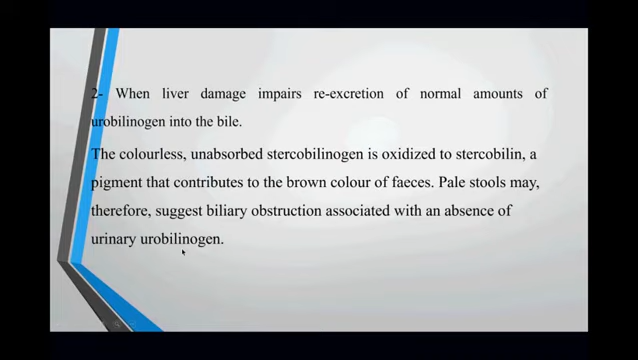 2- When liver damage impairs re-excretion of normal amounts of
urobilinogen into the bile.
The colourless, unabsorbed stercobilinogen is oxidized to stercobilin, a
pigment that contributes to the brown colour of faeces. Pale stools may,
therefore, suggest biliary obstruction associated with an absence of
urinary urobilinogen.